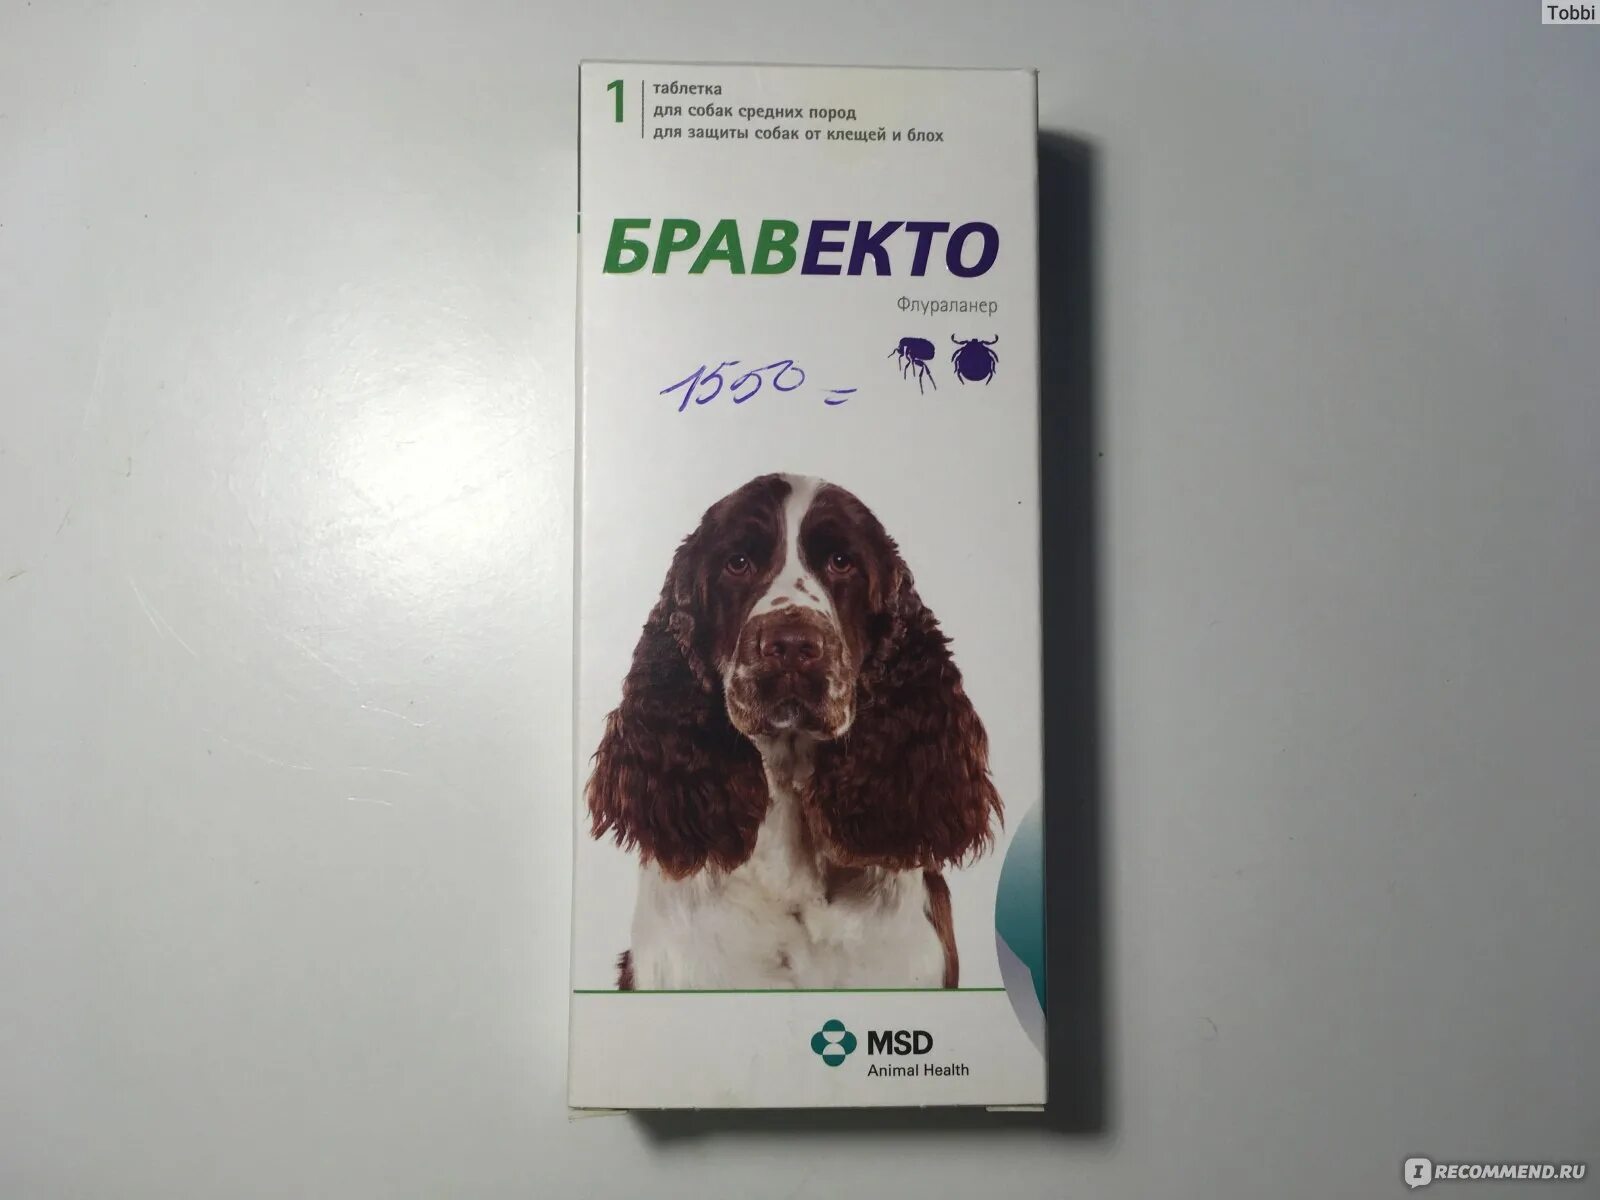 Tobbi
1
таблетка
для собак средних пород
для защиты собак от клещей и блох
БРАВЕКТО
Флураланер
1550 =
MSD
Animal Health
IRECOMMEND.RU